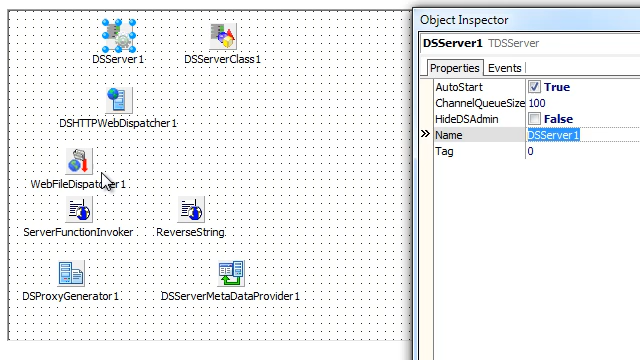 DSServer1
DSServerClass1
DSHTTPWebDispatcher1
WebFileDispatcher1
ServerFunctionInvoker
ReverseString
DSProxyGenerator1
DSServerMetaDataProvider1
Object Inspector
DSServer1 TDSServer
Properties Events
AutoStart True
ChannelQueueSize 100
HideDSAdmin False
Name DSServer1
Tag 0